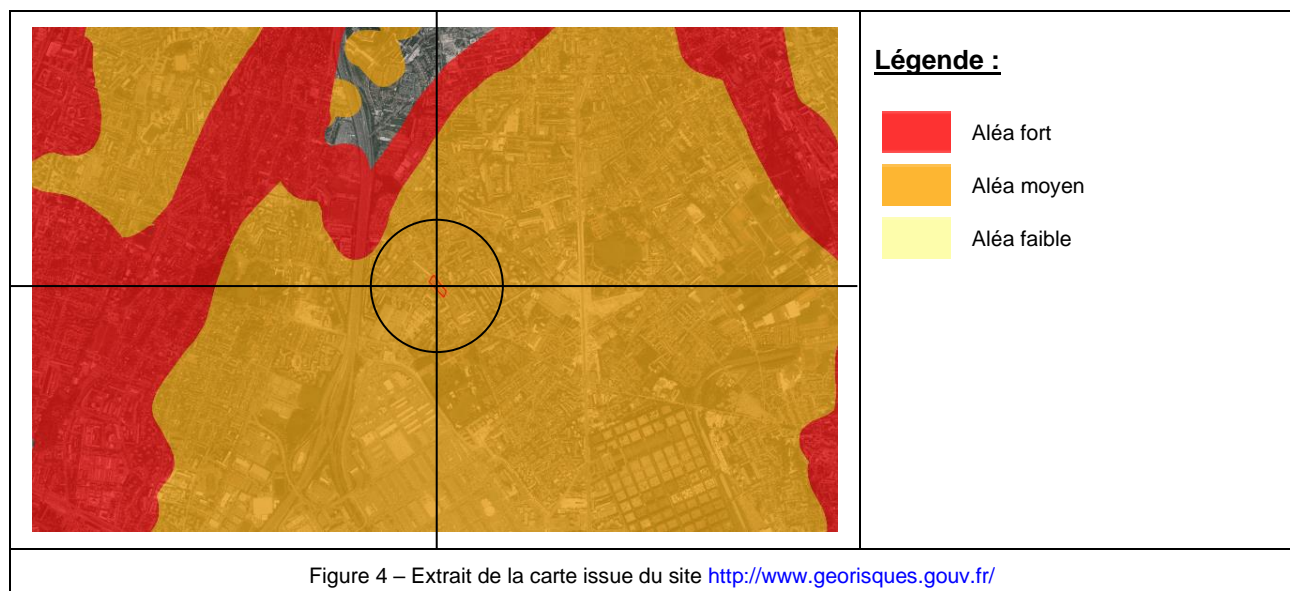 Légende :
Aléa fort
Aléa moyen
Aléa faible
Figure 4 – Extrait de la carte issue du site http://www.georisques.gouv.fr/